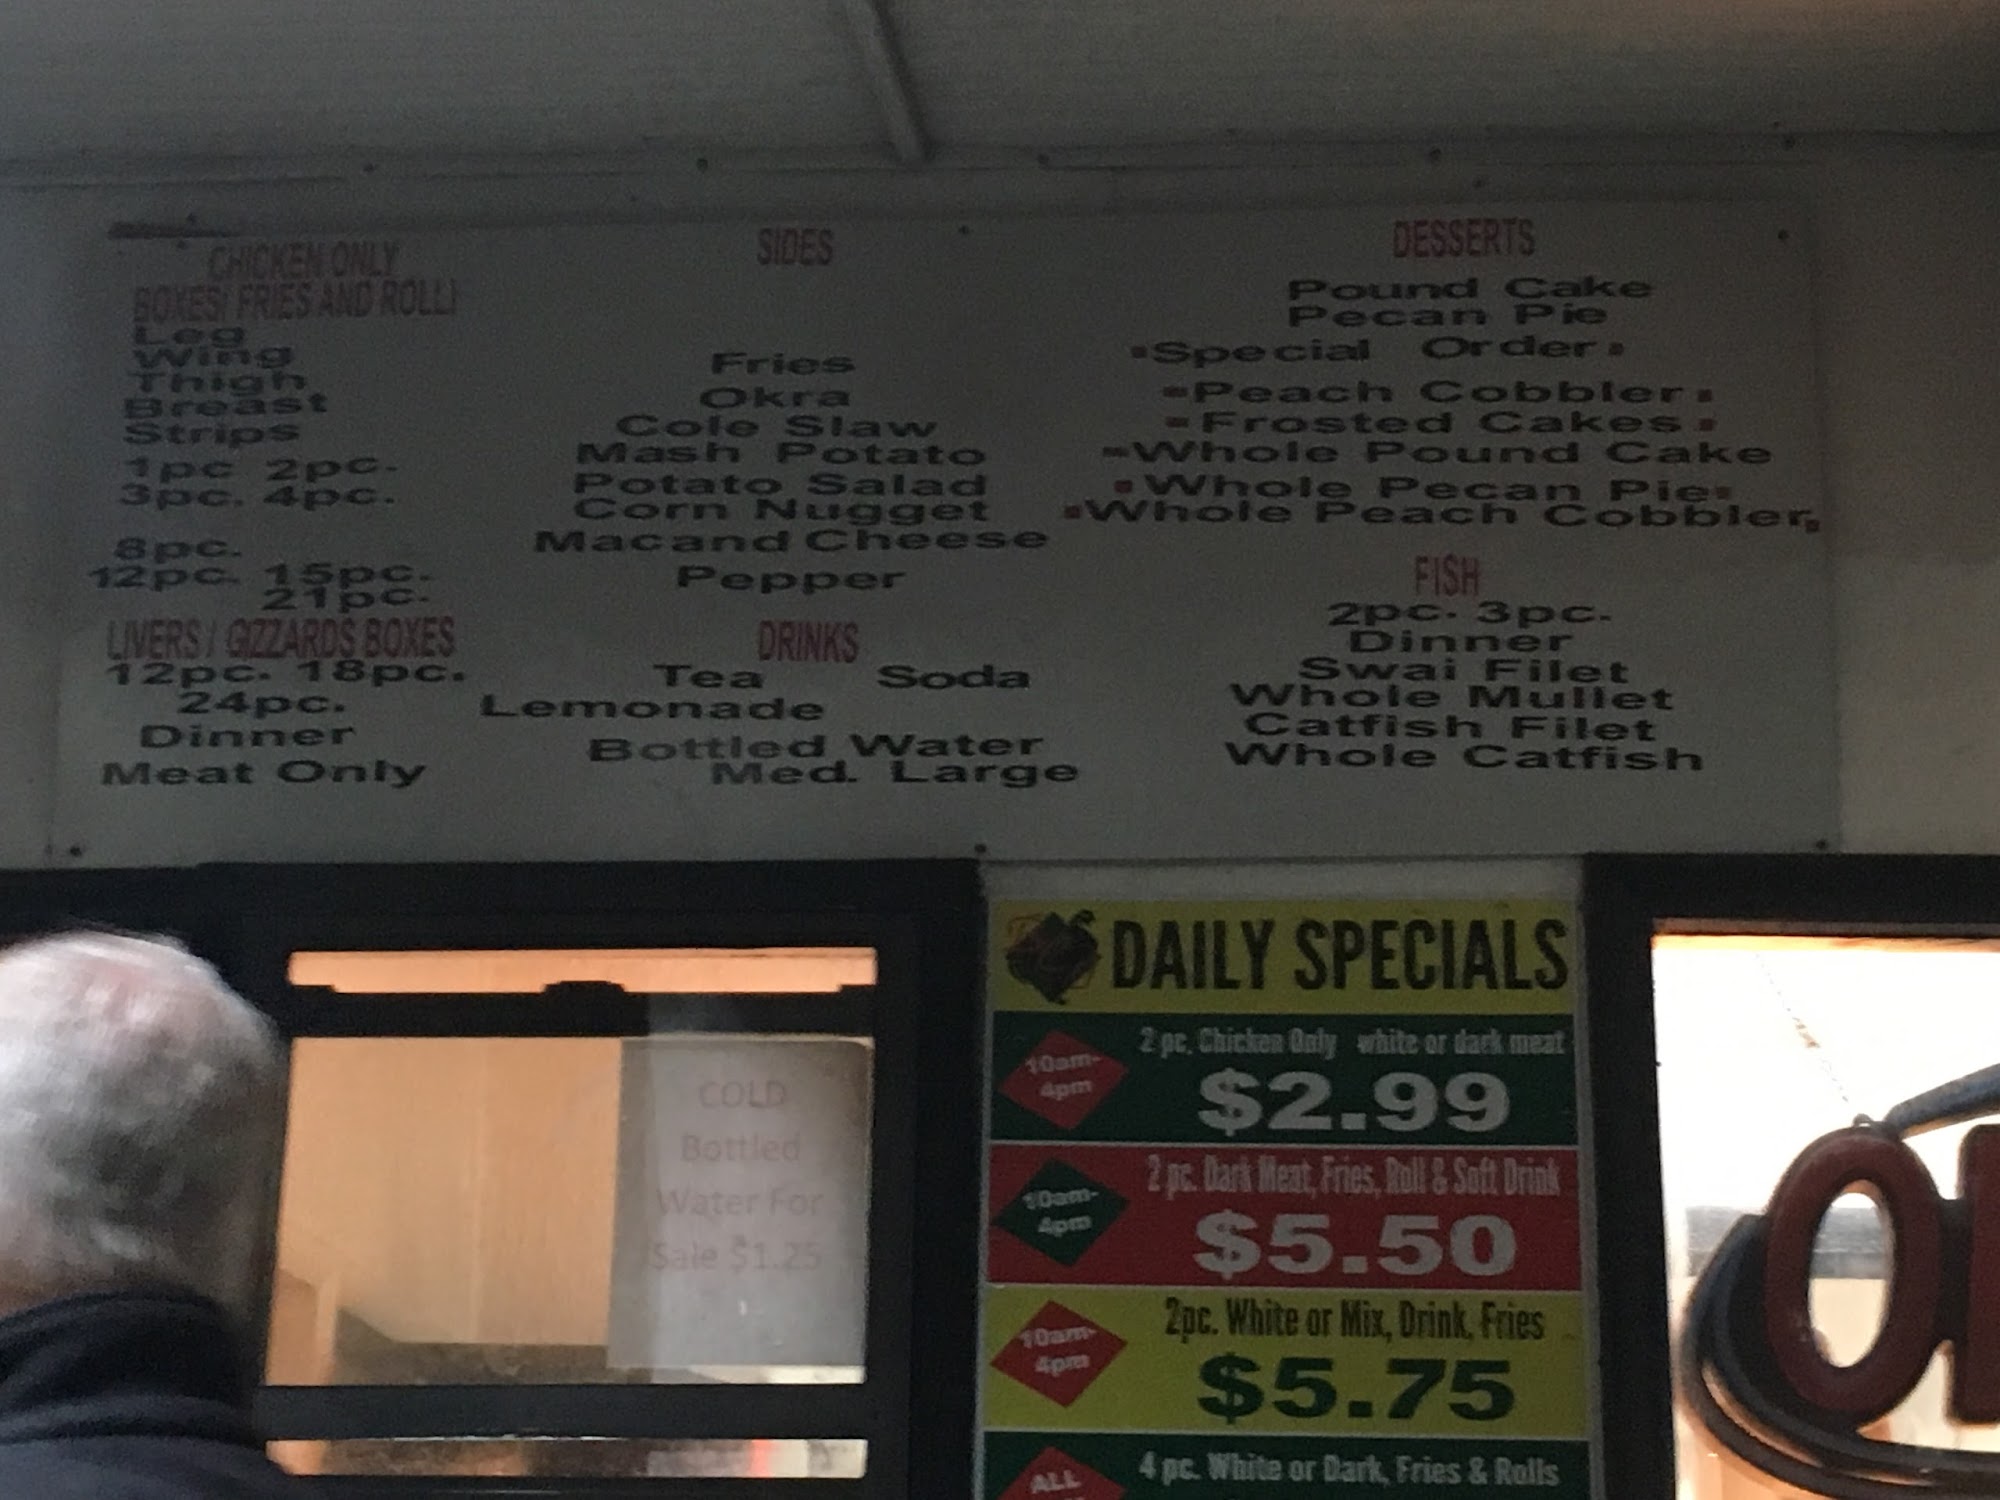 CHICKEN ONLY
BOXES( FRIES AND ROLL)
Leg
Wing
Thigh
Breast
Strips
1pc 2pc.
3pc. 4pc.
8pc.
12pc. 15pc.
21pc.
LIVERS / GIZZARDS BOXES
12pc. 18pc.
24pc.
Dinner
Meat Only
SIDES
Fries
Okra
Cole Slaw
Mash Potato
Potato Salad
Corn Nugget
Mac and Cheese
Pepper
DRINKS
Tea Soda
Lemonade
Bottled Water
Med. Large
DESSERTS
Pound Cake
Pecan Pie
*Special Order*
*Peach Cobbler*
*Frosted Cakes*
*Whole Pound Cake
*Whole Pecan Pie*
*Whole Peach Cobbler*
FISH
2pc. 3pc.
Dinner
Swai Filet
Whole Mullet
Catfish Filet
Whole Catfish
COLD
Bottled
Water For
Sale $1.25
DAILY SPECIALS
10am-
4pm
2 pc. Chicken Only white or dark meat
$2.99
10am-
4pm
2 pc. Dark Meat, Fries, Roll & Soft Drink
$5.50
10am-
4pm
2pc. White or Mix, Drink, Fries
$5.75
ALL
4 pc. White or Dark, Fries & Rolls
O